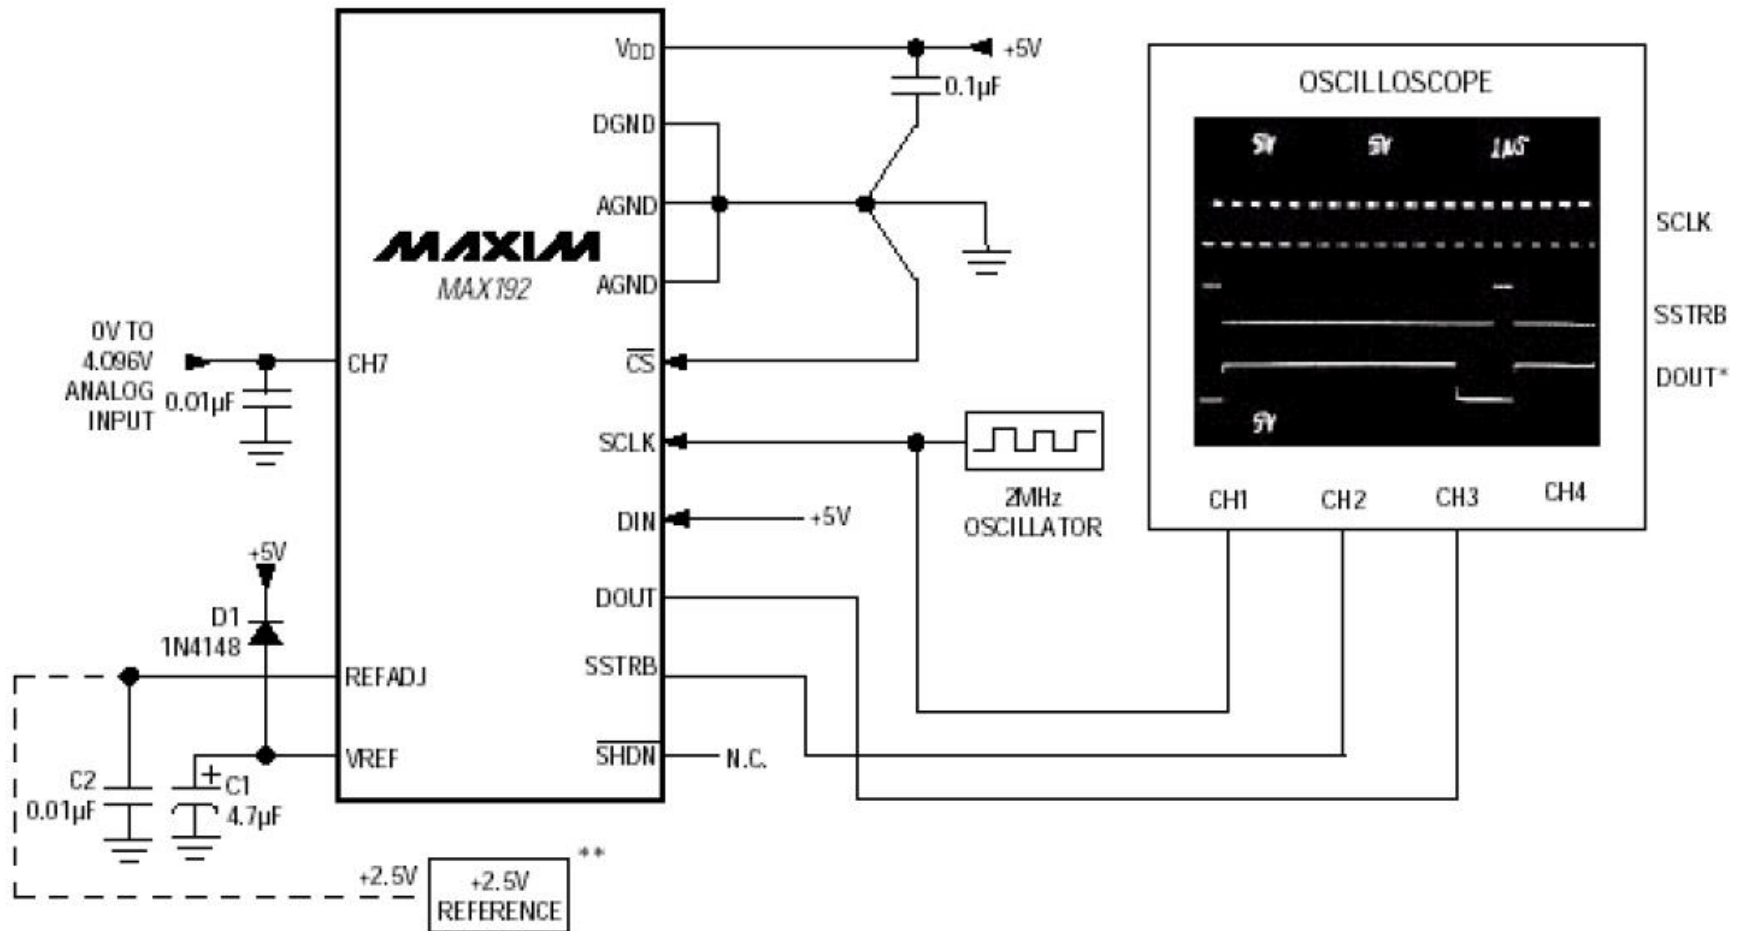 VDD
+5V
0.1µF
DGND
AGND
AGND
MAXIM
MAX192
0V TO
4.096V
ANALOG
INPUT
0.01µF
CH7
CS
SCLK
2MHz
OSCILLATOR
DIN
+5V
DOUT
SSTRB
SHDN
N.C.
+5V
D1
1N4148
REFADJ
VREF
C2
0.01µF
+
C1
4.7µF
+2.5V
+2.5V
REFERENCE
**
OSCILLOSCOPE
5V
5V
1µS
5V
SCLK
SSTRB
DOUT*
CH1
CH2
CH3
CH4